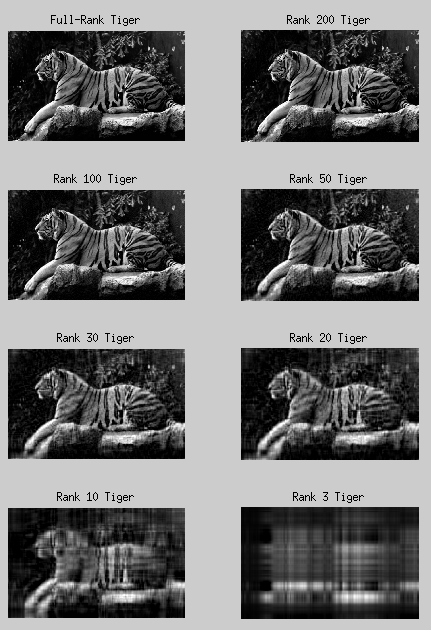 Full-Rank Tiger
Rank 200 Tiger
Rank 100 Tiger
Rank 50 Tiger
Rank 30 Tiger
Rank 20 Tiger
Rank 10 Tiger
Rank 3 Tiger